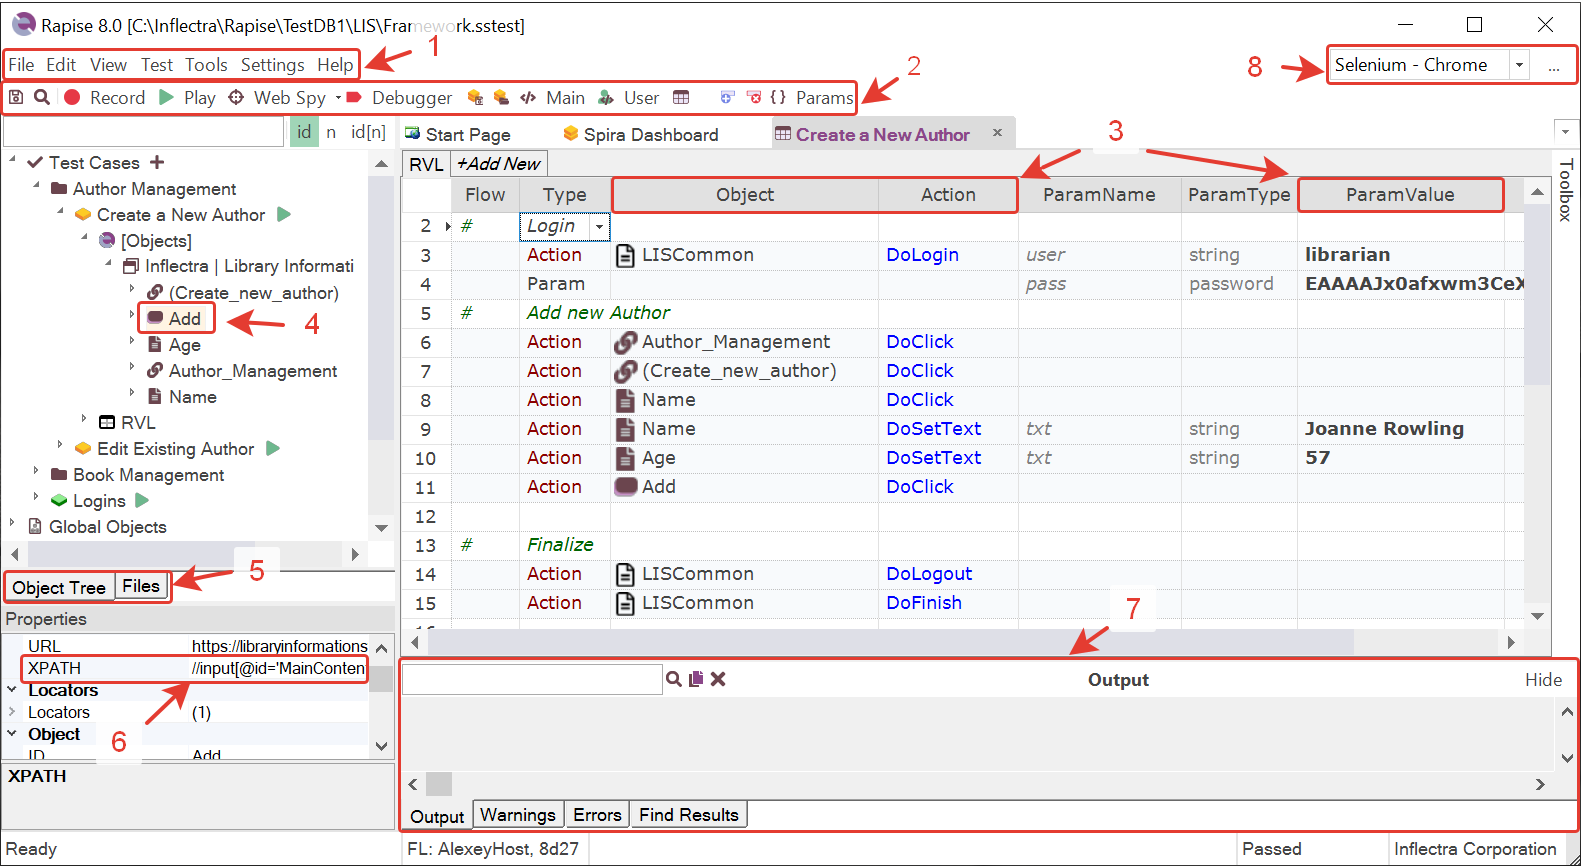 Rapise 8.0 [C:\Inflectra\Rapise\TestDB1\LIS\Framework.sstest]
File Edit View Test Tools Settings Help
1
8
Selenium - Chrome
...
Record Play Web Spy Debugger Main User {} Params
2
id n id[n]
Start Page Spira Dashboard Create a New Author ×
3
Toolbox
Test Cases +
Author Management
Create a New Author
[Objects]
Inflectra | Library Informati
(Create_new_author)
Add
4
Age
Author_Management
Name
RVL
Edit Existing Author
Book Management
Logins
Global Objects
Object Tree Files
5
Properties
URL https://libraryinformations
XPATH //input[@id='MainConten
Locators
Locators (1)
Object
6
ID Add
XPATH
RVL +Add New
Flow Type Object Action ParamName ParamType ParamValue
2 # Login
3 Action LISCommon DoLogin user string librarian
4 Param pass password EAAAAJx0afxwm3CeX
5 # Add new Author
6 Action Author_Management DoClick
7 Action (Create_new_author) DoClick
8 Action Name DoClick
9 Action Name DoSetText txt string Joanne Rowling
10 Action Age DoSetText txt string 57
11 Action Add DoClick
12
13 # Finalize
14 Action LISCommon DoLogout
15 Action LISCommon DoFinish
7
Output Hide
Output Warnings Errors Find Results
Ready FL: AlexeyHost, 8d27 Passed Inflectra Corporation